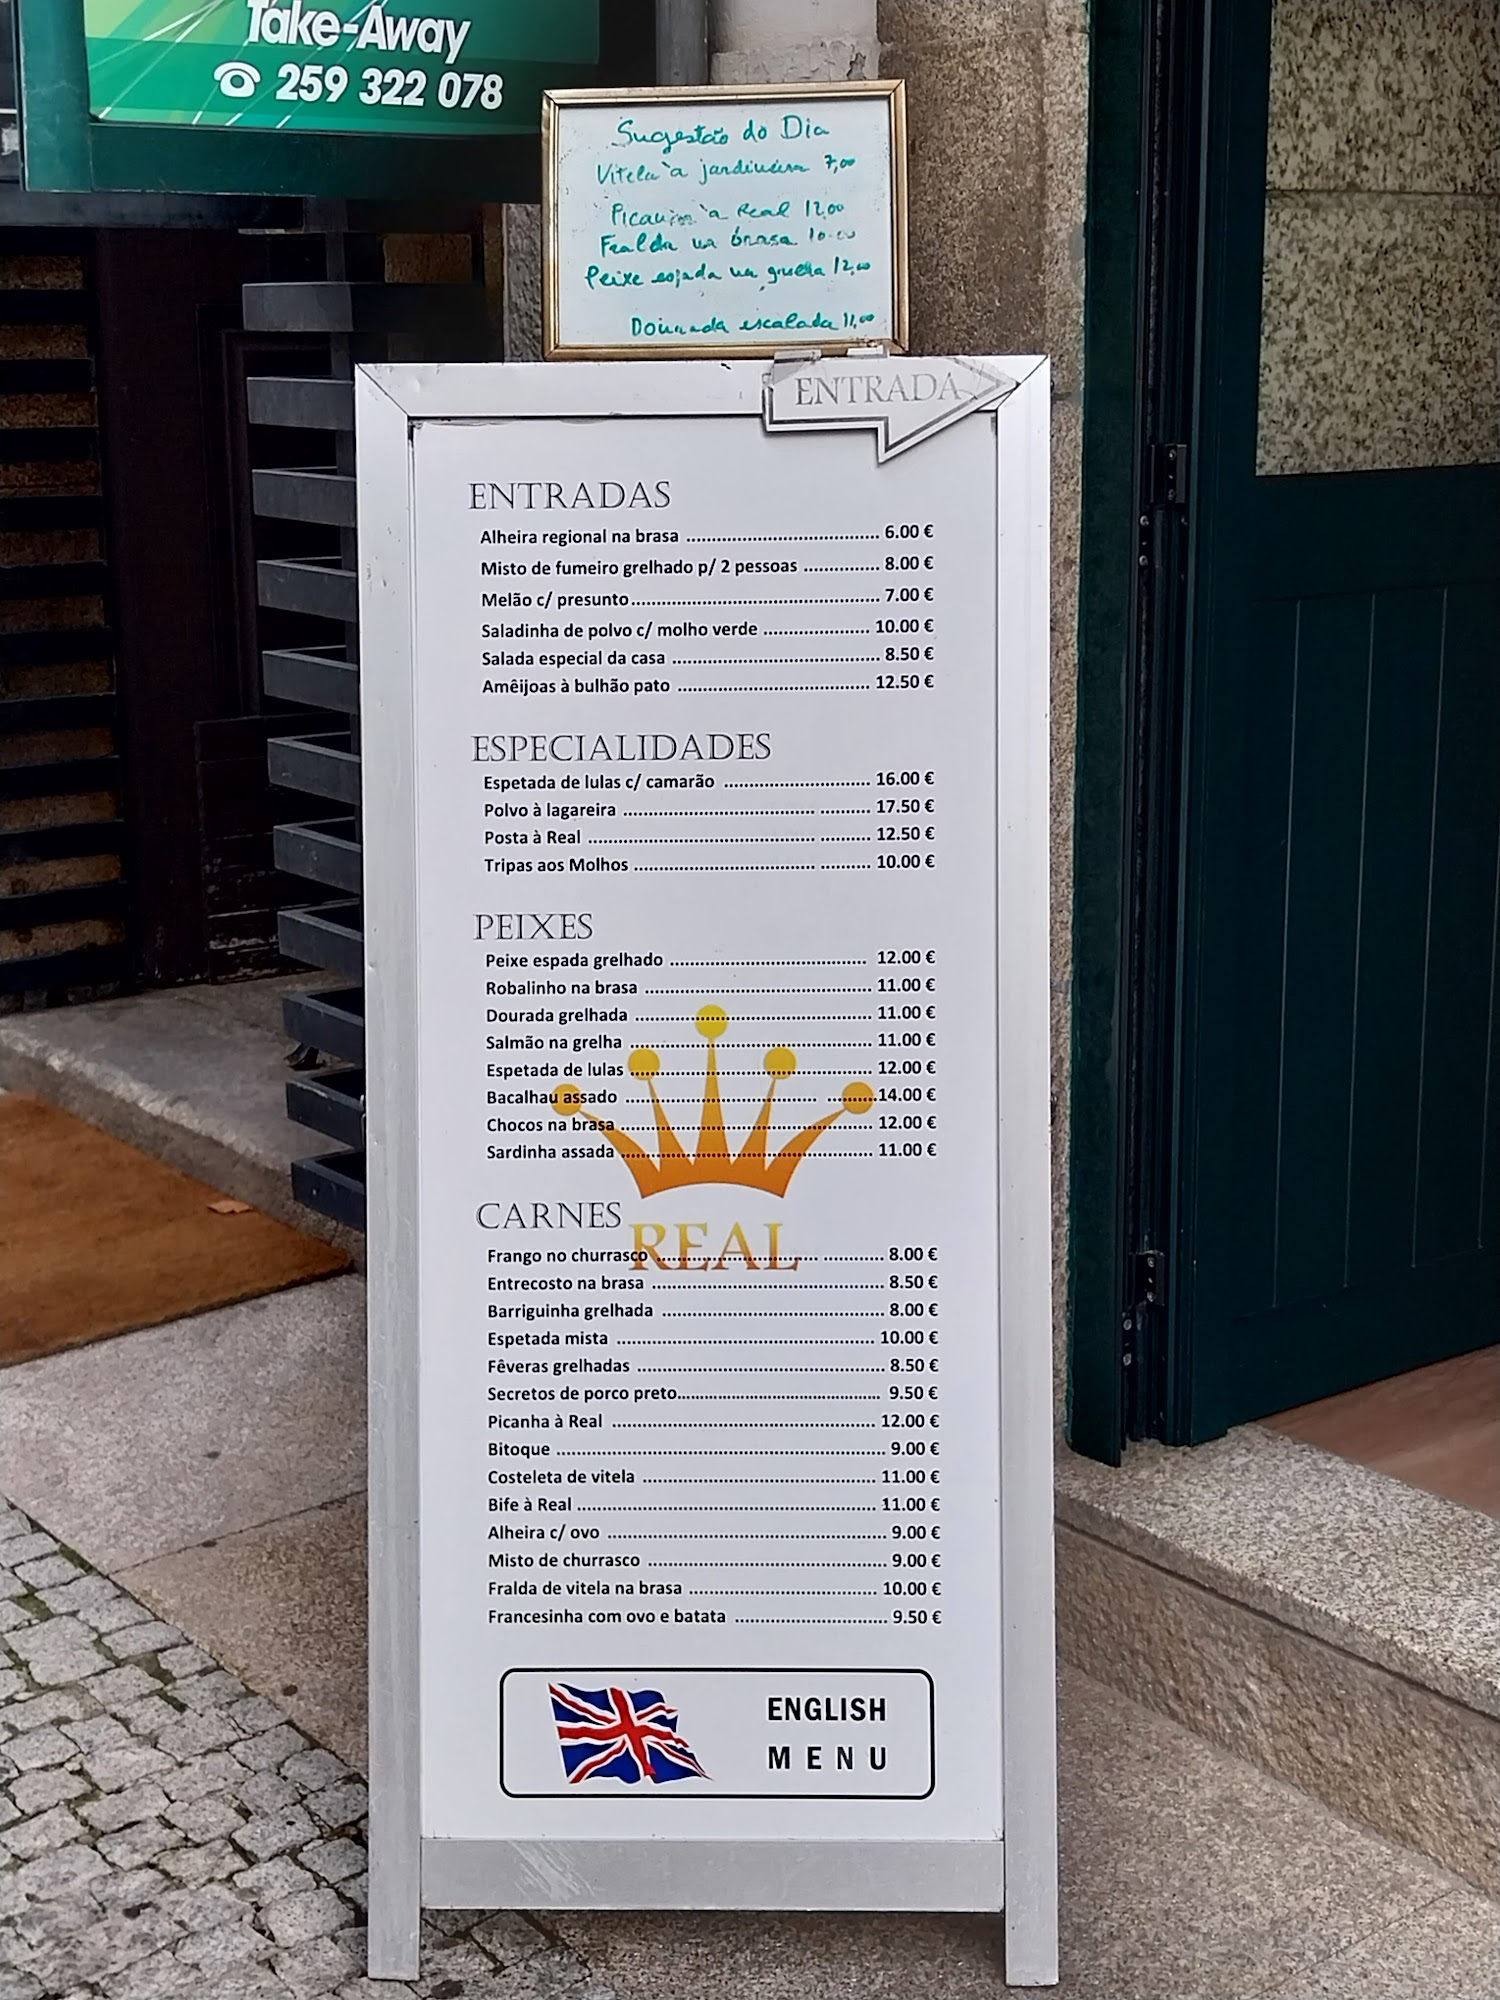 Take-Away
259 322 078
Sugestão do Dia
Vitela à jardineira 7,00
Picanha à Real 12,00
Fralda na brasa 10.00
Peixe espada na grelha 12,00
Dourada escalada 11,00
ENTRADA
ENTRADAS
Alheira regional na brasa ........ 6.00 €
Misto de fumeiro grelhado p/ 2 pessoas ........ 8.00 €
Melão c/ presunto ........ 7.00 €
Saladinha de polvo c/ molho verde ........ 10.00 €
Salada especial da casa ........ 8.50 €
Amêijoas à bulhão pato ........ 12.50 €
ESPECIALIDADES
Espetada de lulas c/ camarão ........ 16.00 €
Polvo à lagareira ........ 17.50 €
Posta à Real ........ 12.50 €
Tripas aos Molhos ........ 10.00 €
PEIXES
Peixe espada grelhado ........ 12.00 €
Robalinho na brasa ........ 11.00 €
Dourada grelhada ........ 11.00 €
Salmão na grelha ........ 11.00 €
Espetada de lulas ........ 12.00 €
Bacalhau assado ........ 14.00 €
Chocos na brasa ........ 12.00 €
Sardinha assada ........ 11.00 €
CARNES
REAL
Frango no churrasco ........ 8.00 €
Entrecosto na brasa ........ 8.50 €
Barriguinha grelhada ........ 8.00 €
Espetada mista ........ 10.00 €
Fêveras grelhadas ........ 8.50 €
Secretos de porco preto ........ 9.50 €
Picanha à Real ........ 12.00 €
Bitoque ........ 9.00 €
Costeleta de vitela ........ 11.00 €
Bife à Real ........ 11.00 €
Alheira c/ ovo ........ 9.00 €
Misto de churrasco ........ 9.00 €
Fralda de vitela na brasa ........ 10.00 €
Francesinha com ovo e batata ........ 9.50 €
ENGLISH
MENU